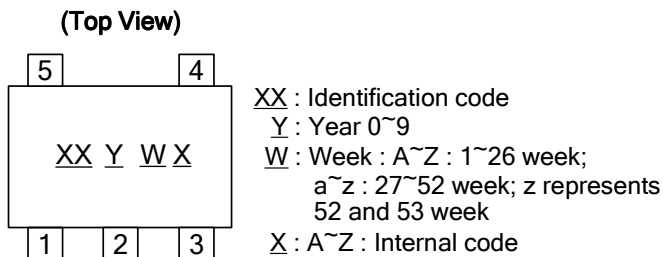 (Top View)
5 4
XX Y W X
1 2 3
XX : Identification code
Y : Year 0~9
W : Week : A~Z : 1~26 week;
a~z : 27~52 week; z represents
52 and 53 week
X : A~Z : Internal code